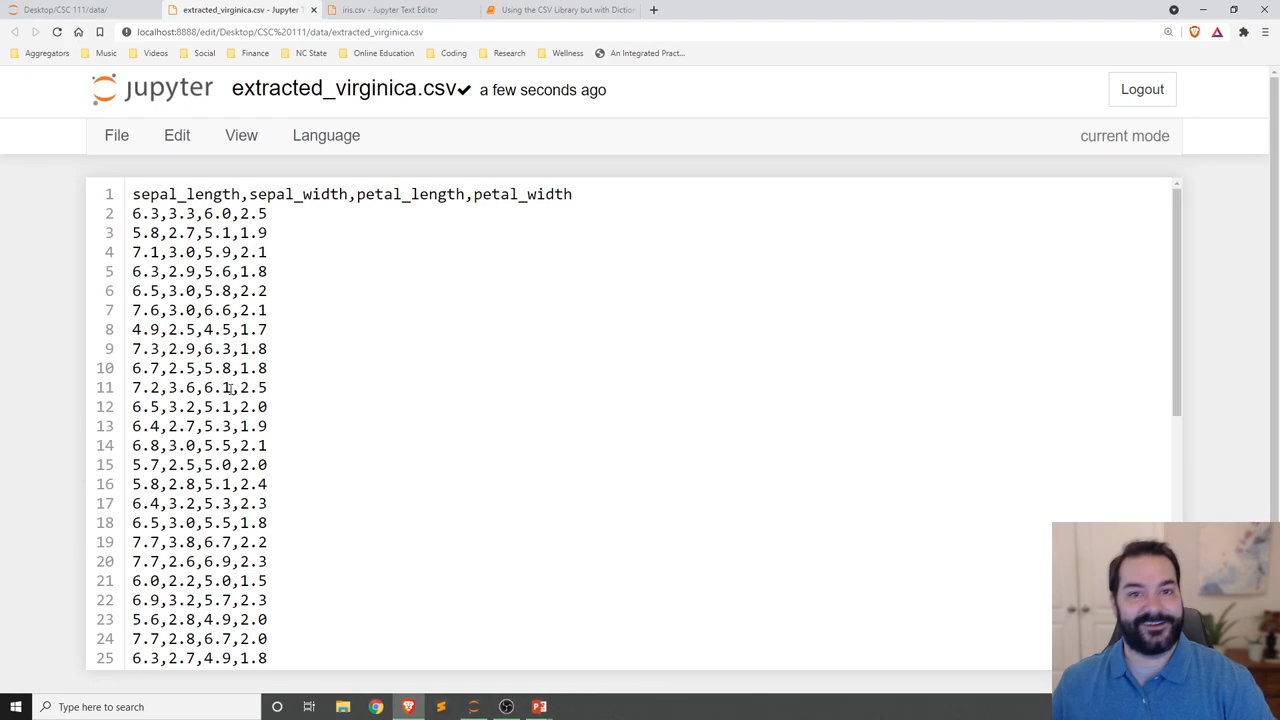 Desktop/CSC 111/data/
extracted_virginica.csv - Jupyter T
iris.csv - Jupyter Text Editor
Using the CSV Library but with Diction
localhost:8888/edit/Desktop/CSC%20111/data/extracted_virginica.csv
Aggregators
Music
Videos
Social
Finance
NC State
Online Education
Coding
Research
Wellness
An Integrated Pract...
jupyter
extracted_virginica.csv
a few seconds ago
Logout
File
Edit
View
Language
current mode
1 sepal_length,sepal_width,petal_length,petal_width
2 6.3,3.3,6.0,2.5
3 5.8,2.7,5.1,1.9
4 7.1,3.0,5.9,2.1
5 6.3,2.9,5.6,1.8
6 6.5,3.0,5.8,2.2
7 7.6,3.0,6.6,2.1
8 4.9,2.5,4.5,1.7
9 7.3,2.9,6.3,1.8
10 6.7,2.5,5.8,1.8
11 7.2,3.6,6.1,2.5
12 6.5,3.2,5.1,2.0
13 6.4,2.7,5.3,1.9
14 6.8,3.0,5.5,2.1
15 5.7,2.5,5.0,2.0
16 5.8,2.8,5.1,2.4
17 6.4,3.2,5.3,2.3
18 6.5,3.0,5.5,1.8
19 7.7,3.8,6.7,2.2
20 7.7,2.6,6.9,2.3
21 6.0,2.2,5.0,1.5
22 6.9,3.2,5.7,2.3
23 5.6,2.8,4.9,2.0
24 7.7,2.8,6.7,2.0
25 6.3,2.7,4.9,1.8
Type here to search